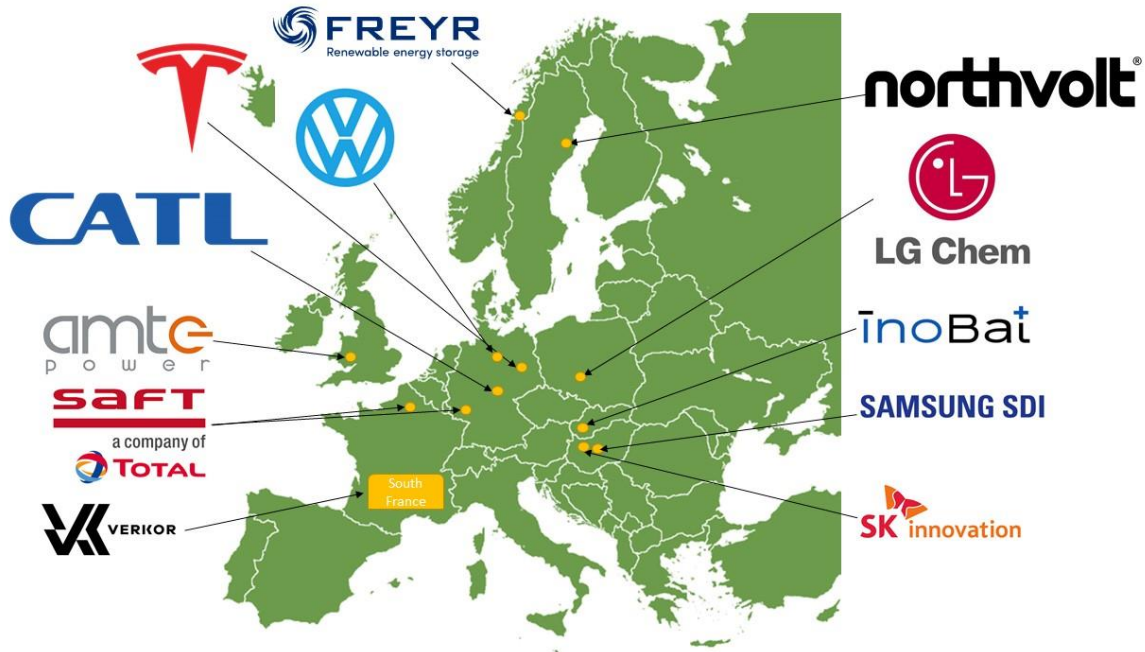 FREYR
Renewable energy storage
northvolt®
CATL
LG Chem
amte
power
inoBat
SAFT
a company of
TOTAL
SAMSUNG SDI
South
France
VERKOR
SK innovation